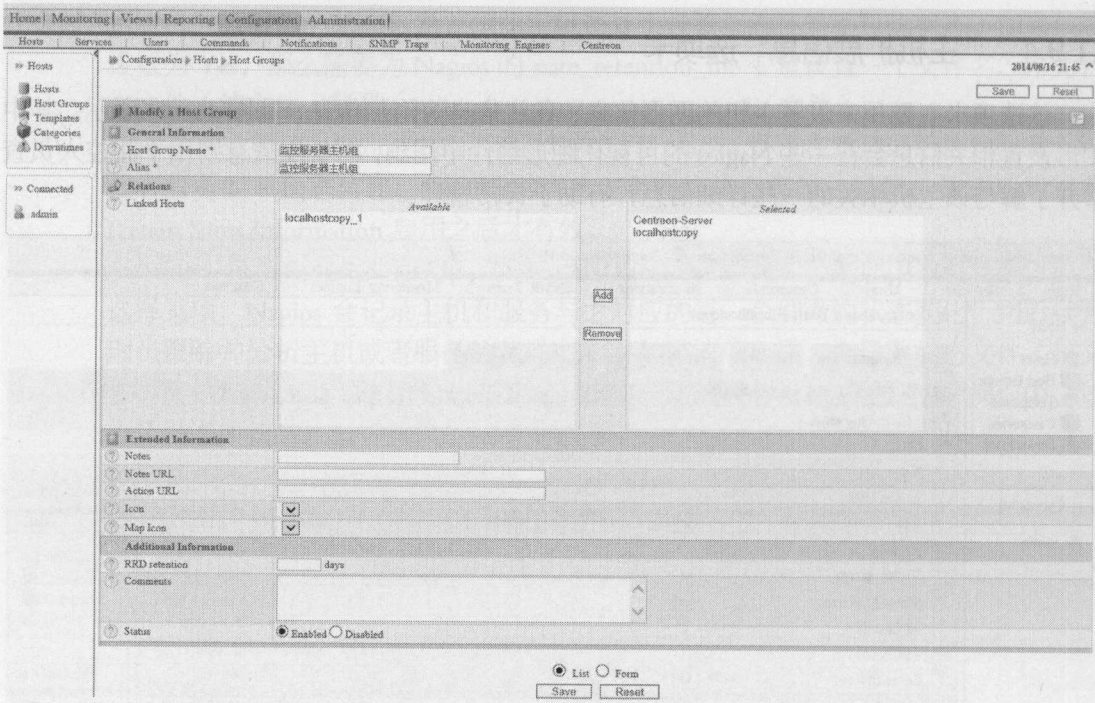 Home| Monitoring| Views| Reporting| Configuration| Administration|
Hosts | Services | Users | Commands | Notifications | SNMP Traps | Monitoring Engines | Centreon
Configuration Hosts Host Groups
2014/08/16 21:45
Hosts
Hosts
Host Groups
Templates
Categories
Downtimes
Connected
admin
Save Reset
Modify a Host Group
General Information
Host Group Name * 监控服务器主机组
Alias * 监控服务器主机组
Relations
Linked Hosts
Available
localhostcopy_1
Add
Remove
Selected
Centreon-Server
localhostcopy
Extended Information
Notes
Notes URL
Action URL
Icon
Map Icon
Additional Information
RRD retention days
Comments
Status Enabled Disabled
List Form
Save Reset